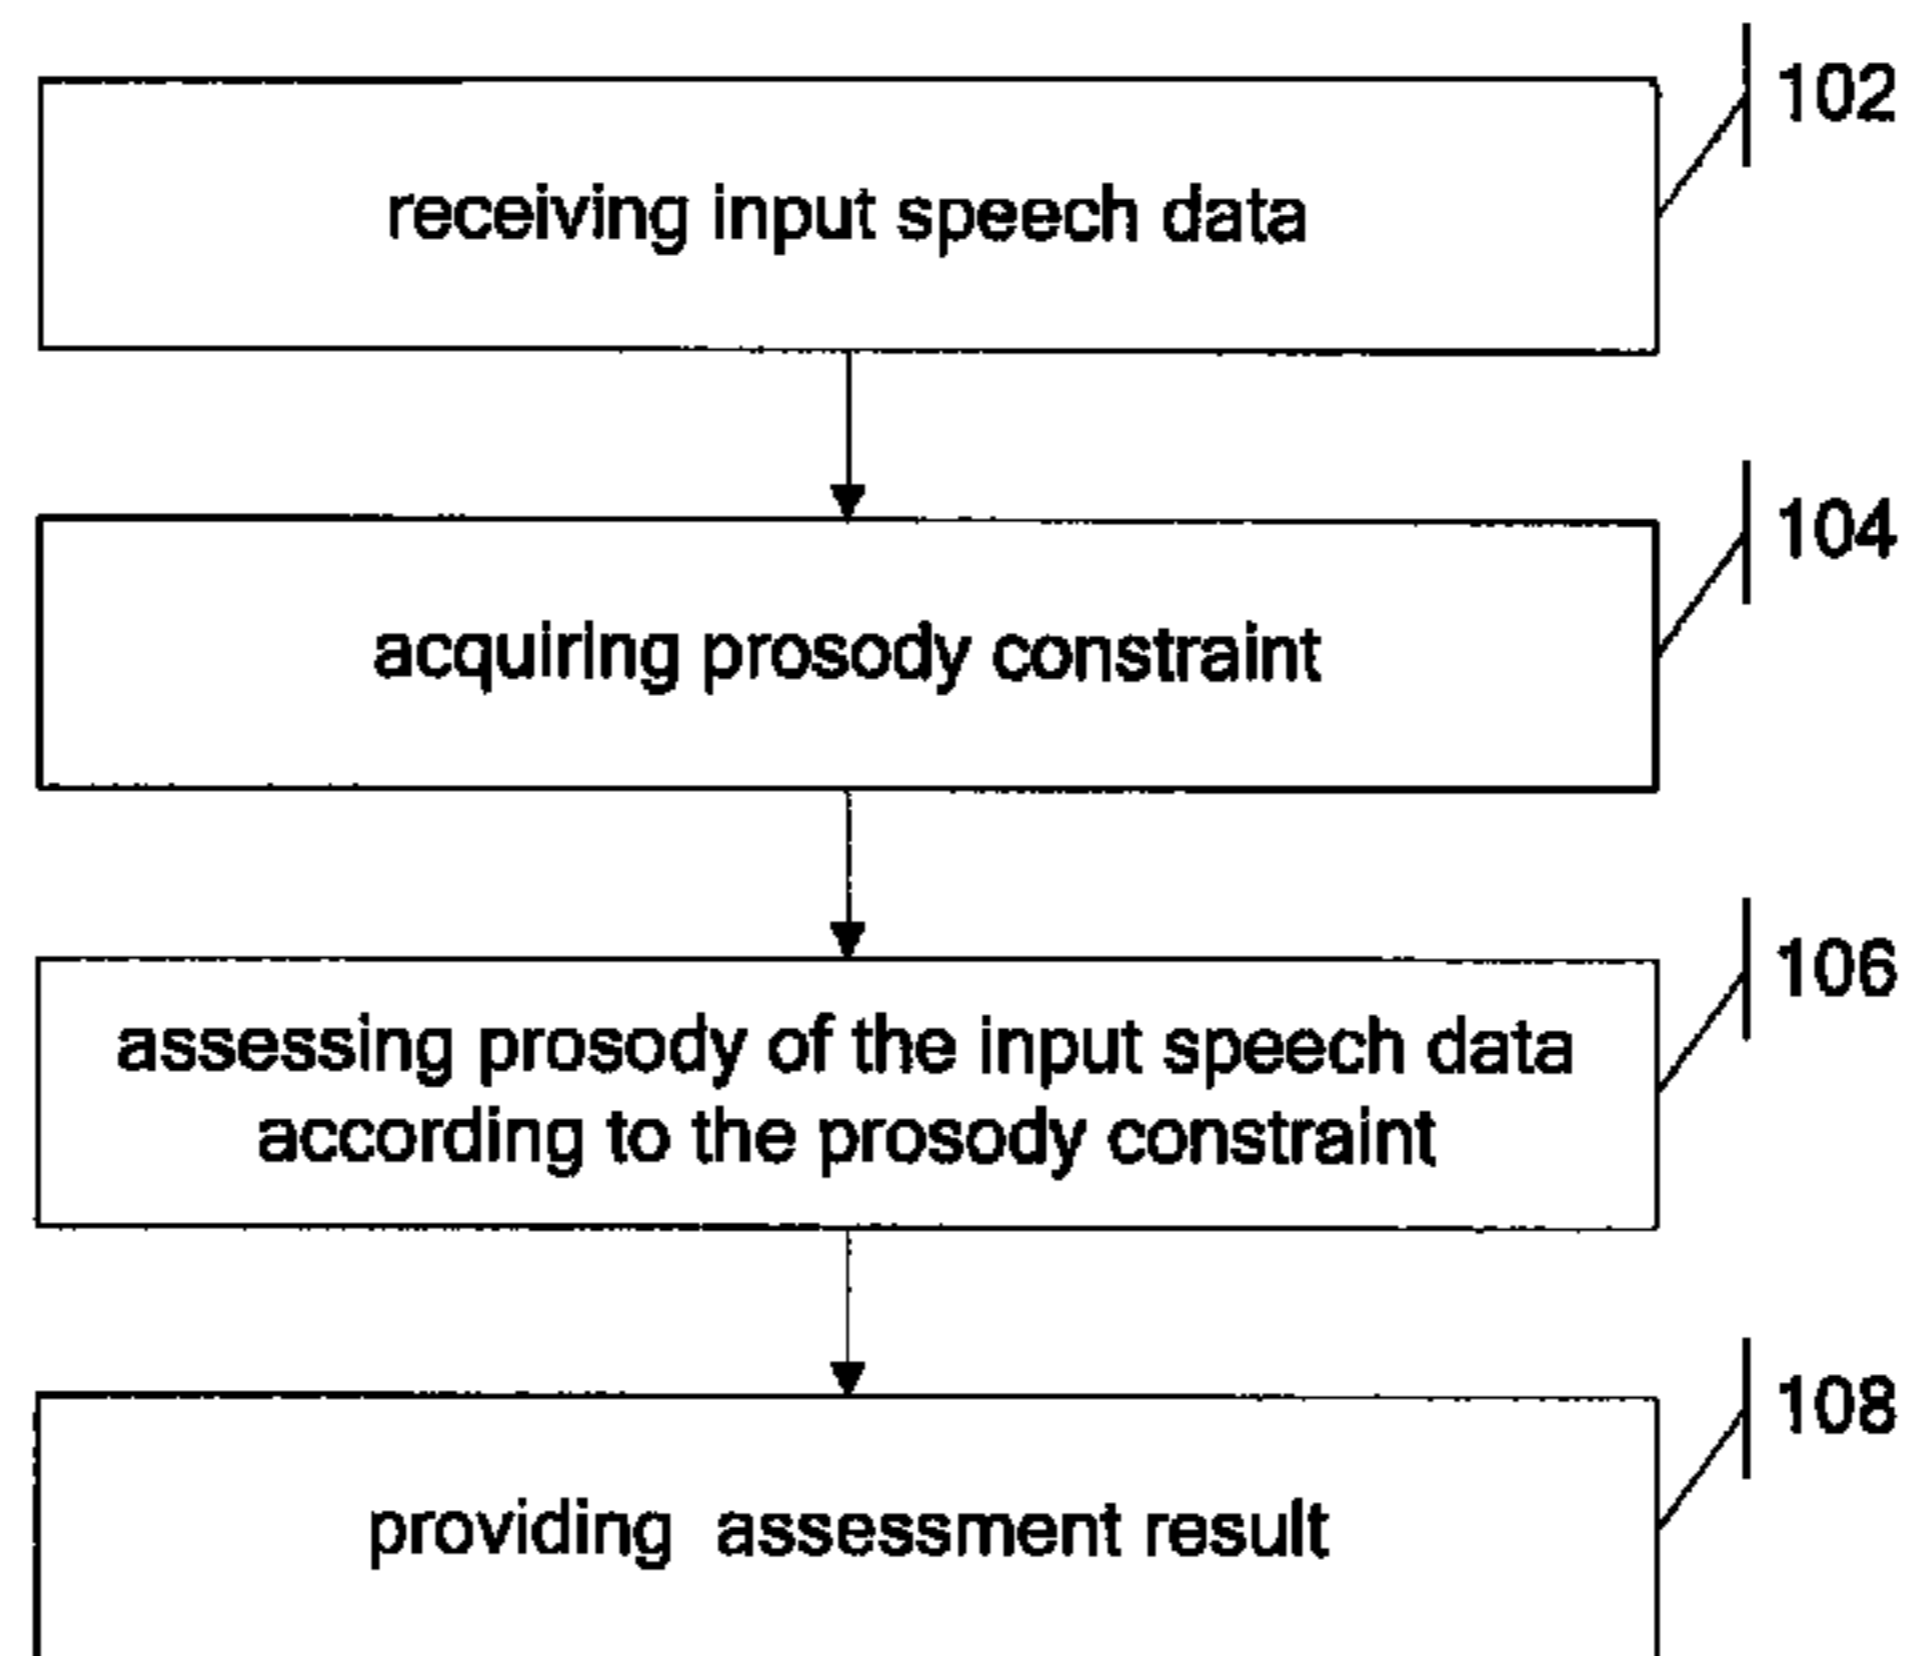 102
receiving input speech data
104
acquiring prosody constraint
106
assessing prosody of the input speech data
according to the prosody constraint
108
providing assessment result